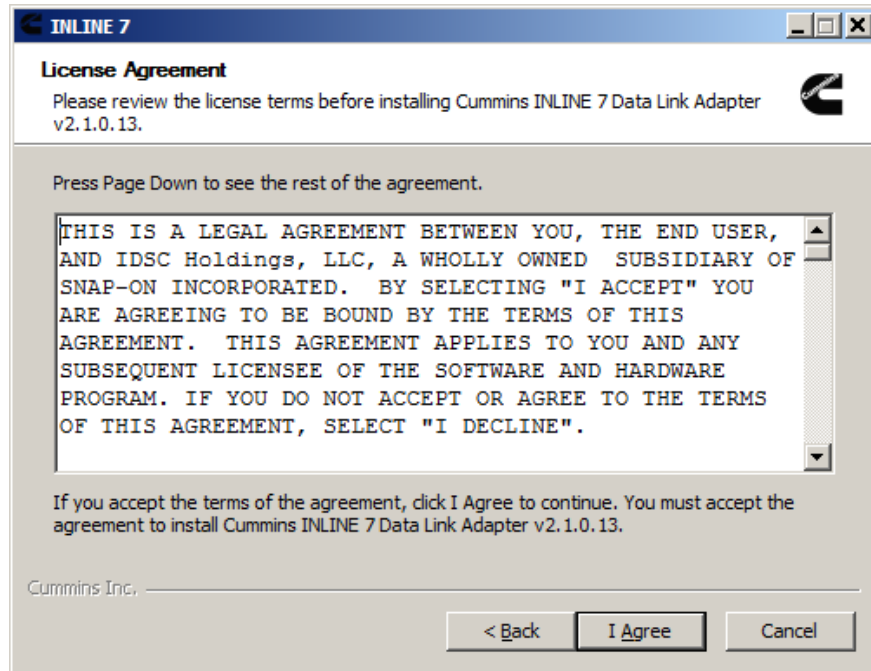 INLINE 7
License Agreement
Please review the license terms before installing Cummins INLINE 7 Data Link Adapter
v2.1.0.13.
Cummins
Press Page Down to see the rest of the agreement.
THIS IS A LEGAL AGREEMENT BETWEEN YOU, THE END USER,
AND IDSC Holdings, LLC, A WHOLLY OWNED  SUBSIDIARY OF
SNAP-ON INCORPORATED.  BY SELECTING "I ACCEPT" YOU
ARE AGREEING TO BE BOUND BY THE TERMS OF THIS
AGREEMENT.  THIS AGREEMENT APPLIES TO YOU AND ANY
SUBSEQUENT LICENSEE OF THE SOFTWARE AND HARDWARE
PROGRAM. IF YOU DO NOT ACCEPT OR AGREE TO THE TERMS
OF THIS AGREEMENT, SELECT "I DECLINE".
If you accept the terms of the agreement, click I Agree to continue. You must accept the
agreement to install Cummins INLINE 7 Data Link Adapter v2.1.0.13.
Cummins Inc.
< Back
I Agree
Cancel